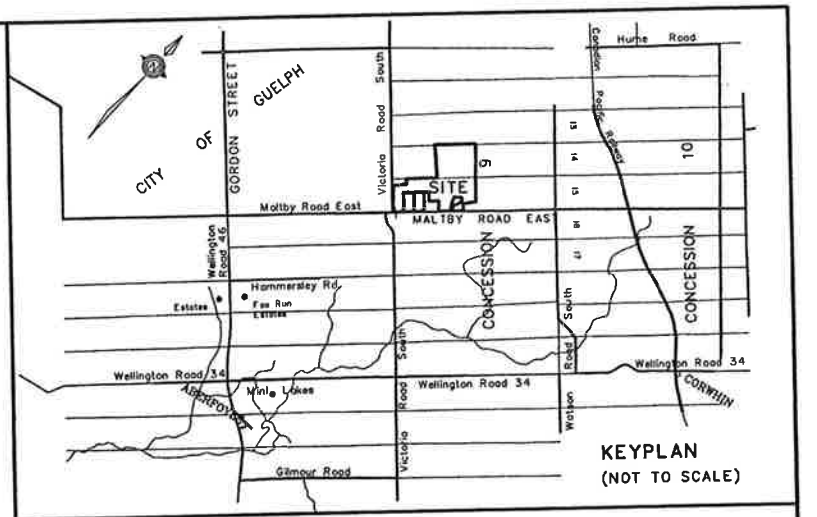 CITY OF GUELPH
GORDON STREET
Victoria Road South
Canadian Pacific Railway
Hume Road
13
14
15
16
17
9
10
SITE
Maltby Road East
MALTBY ROAD EAST
Wellington Road 46
Hammersley Rd
Estates
Fox Run Estates
CONCESSION
CONCESSION
Victoria Road South
Watson Road South
Wellington Road 34
Wellington Road 34
Wellington Road 34
Mini Lakes
ABERFOYLE
CORWHIN
Gilmour Road
KEYPLAN
(NOT TO SCALE)